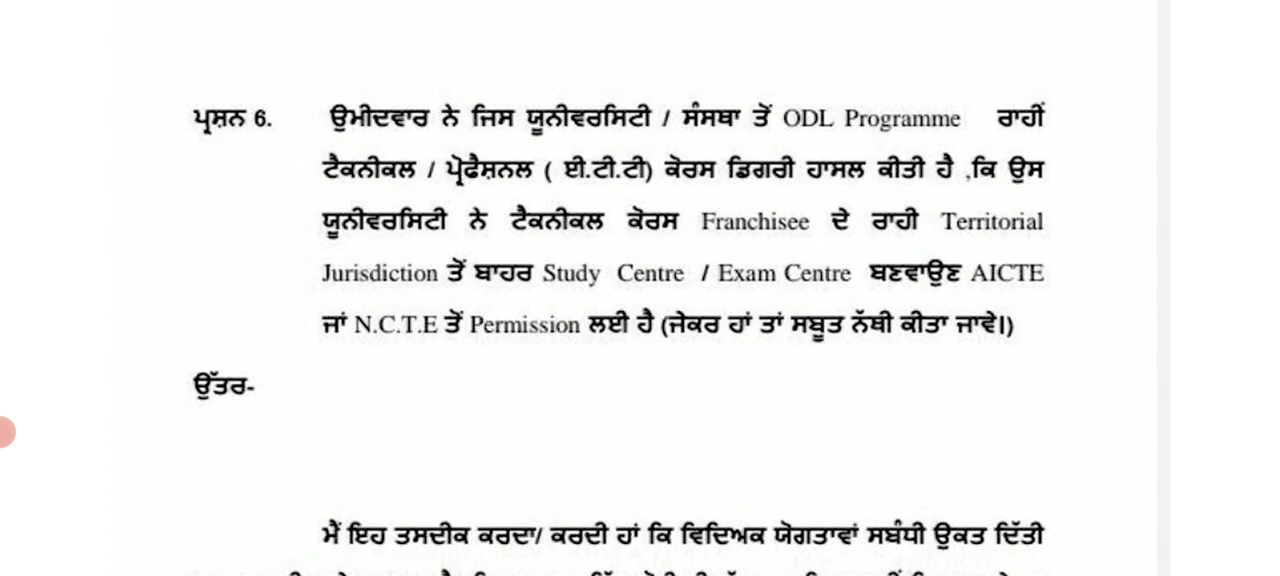 ਪ੍ਰਸ਼ਨ 6. ਉਮੀਦਵਾਰ ਨੇ ਜਿਸ ਯੂਨੀਵਰਸਿਟੀ / ਸੰਸਥਾ ਤੋਂ ODL Programme ਰਾਹੀਂ
ਟੈਕਨੀਕਲ / ਪ੍ਰੋਫੈਸ਼ਨਲ ( ਈ.ਟੀ.ਟੀ) ਕੋਰਸ ਡਿਗਰੀ ਹਾਸਲ ਕੀਤੀ ਹੈ ,ਕਿ ਉਸ
ਯੂਨੀਵਰਸਿਟੀ ਨੇ ਟੈਕਨੀਕਲ ਕੋਰਸ Franchisee ਦੇ ਰਾਹੀ Territorial
Jurisdiction ਤੋਂ ਬਾਹਰ Study Centre / Exam Centre ਬਣਵਾਉਣ AICTE
ਜਾਂ N.C.T.E ਤੋਂ Permission ਲਈ ਹੈ (ਜੇਕਰ ਹਾਂ ਤਾਂ ਸਬੂਤ ਨੱਥੀ ਕੀਤਾ ਜਾਵੇ।)
ਉੱਤਰ-
ਮੈਂ ਇਹ ਤਸਦੀਕ ਕਰਦਾ/ ਕਰਦੀ ਹਾਂ ਕਿ ਵਿਦਿਅਕ ਯੋਗਤਾਵਾਂ ਸਬੰਧੀ ਉਕਤ ਦਿੱਤੀ